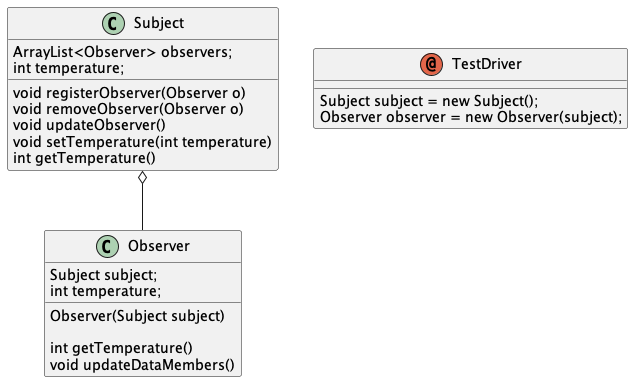 C Subject
ArrayList<Observer> observers;
int temperature;
void registerObserver(Observer o)
void removeObserver(Observer o)
void updateObserver()
void setTemperature(int temperature)
int getTemperature()
@ TestDriver
Subject subject = new Subject();
Observer observer = new Observer(subject);
C Observer
Subject subject;
int temperature;
Observer(Subject subject)
int getTemperature()
void updateDataMembers()